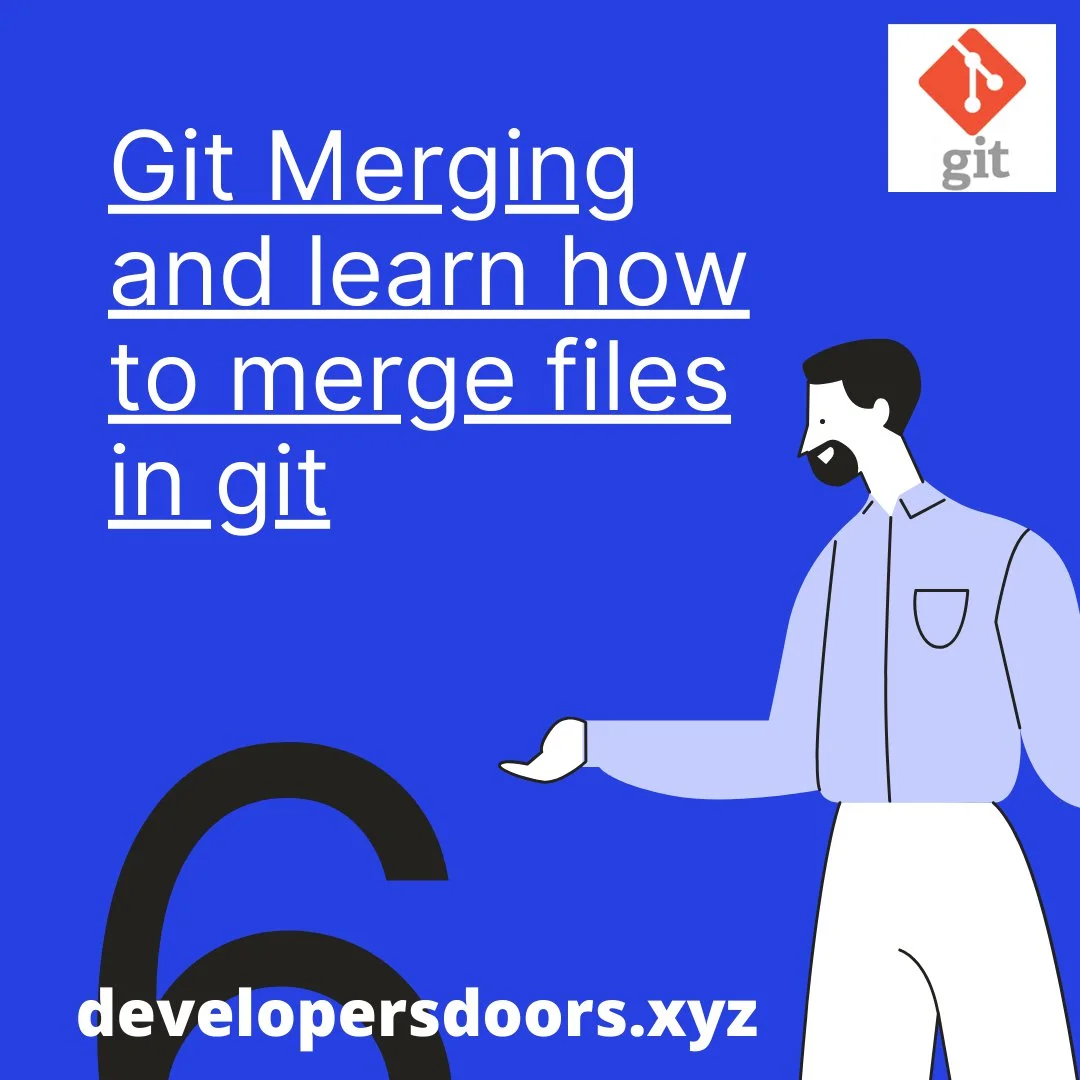 git
Git Merging
and learn how
to merge files
in git
6
developersdoors.xyz